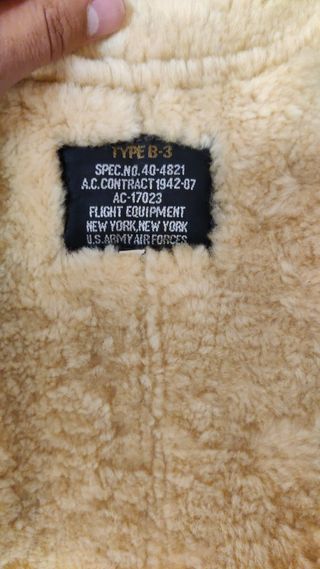 TYPE B-3
SPEC.NO. 40-4821
A.C.CONTRACT 1942-07
AC-17023
FLIGHT EQUIPMENT
NEW YORK, NEW YORK
U.S. ARMY AIR FORCES